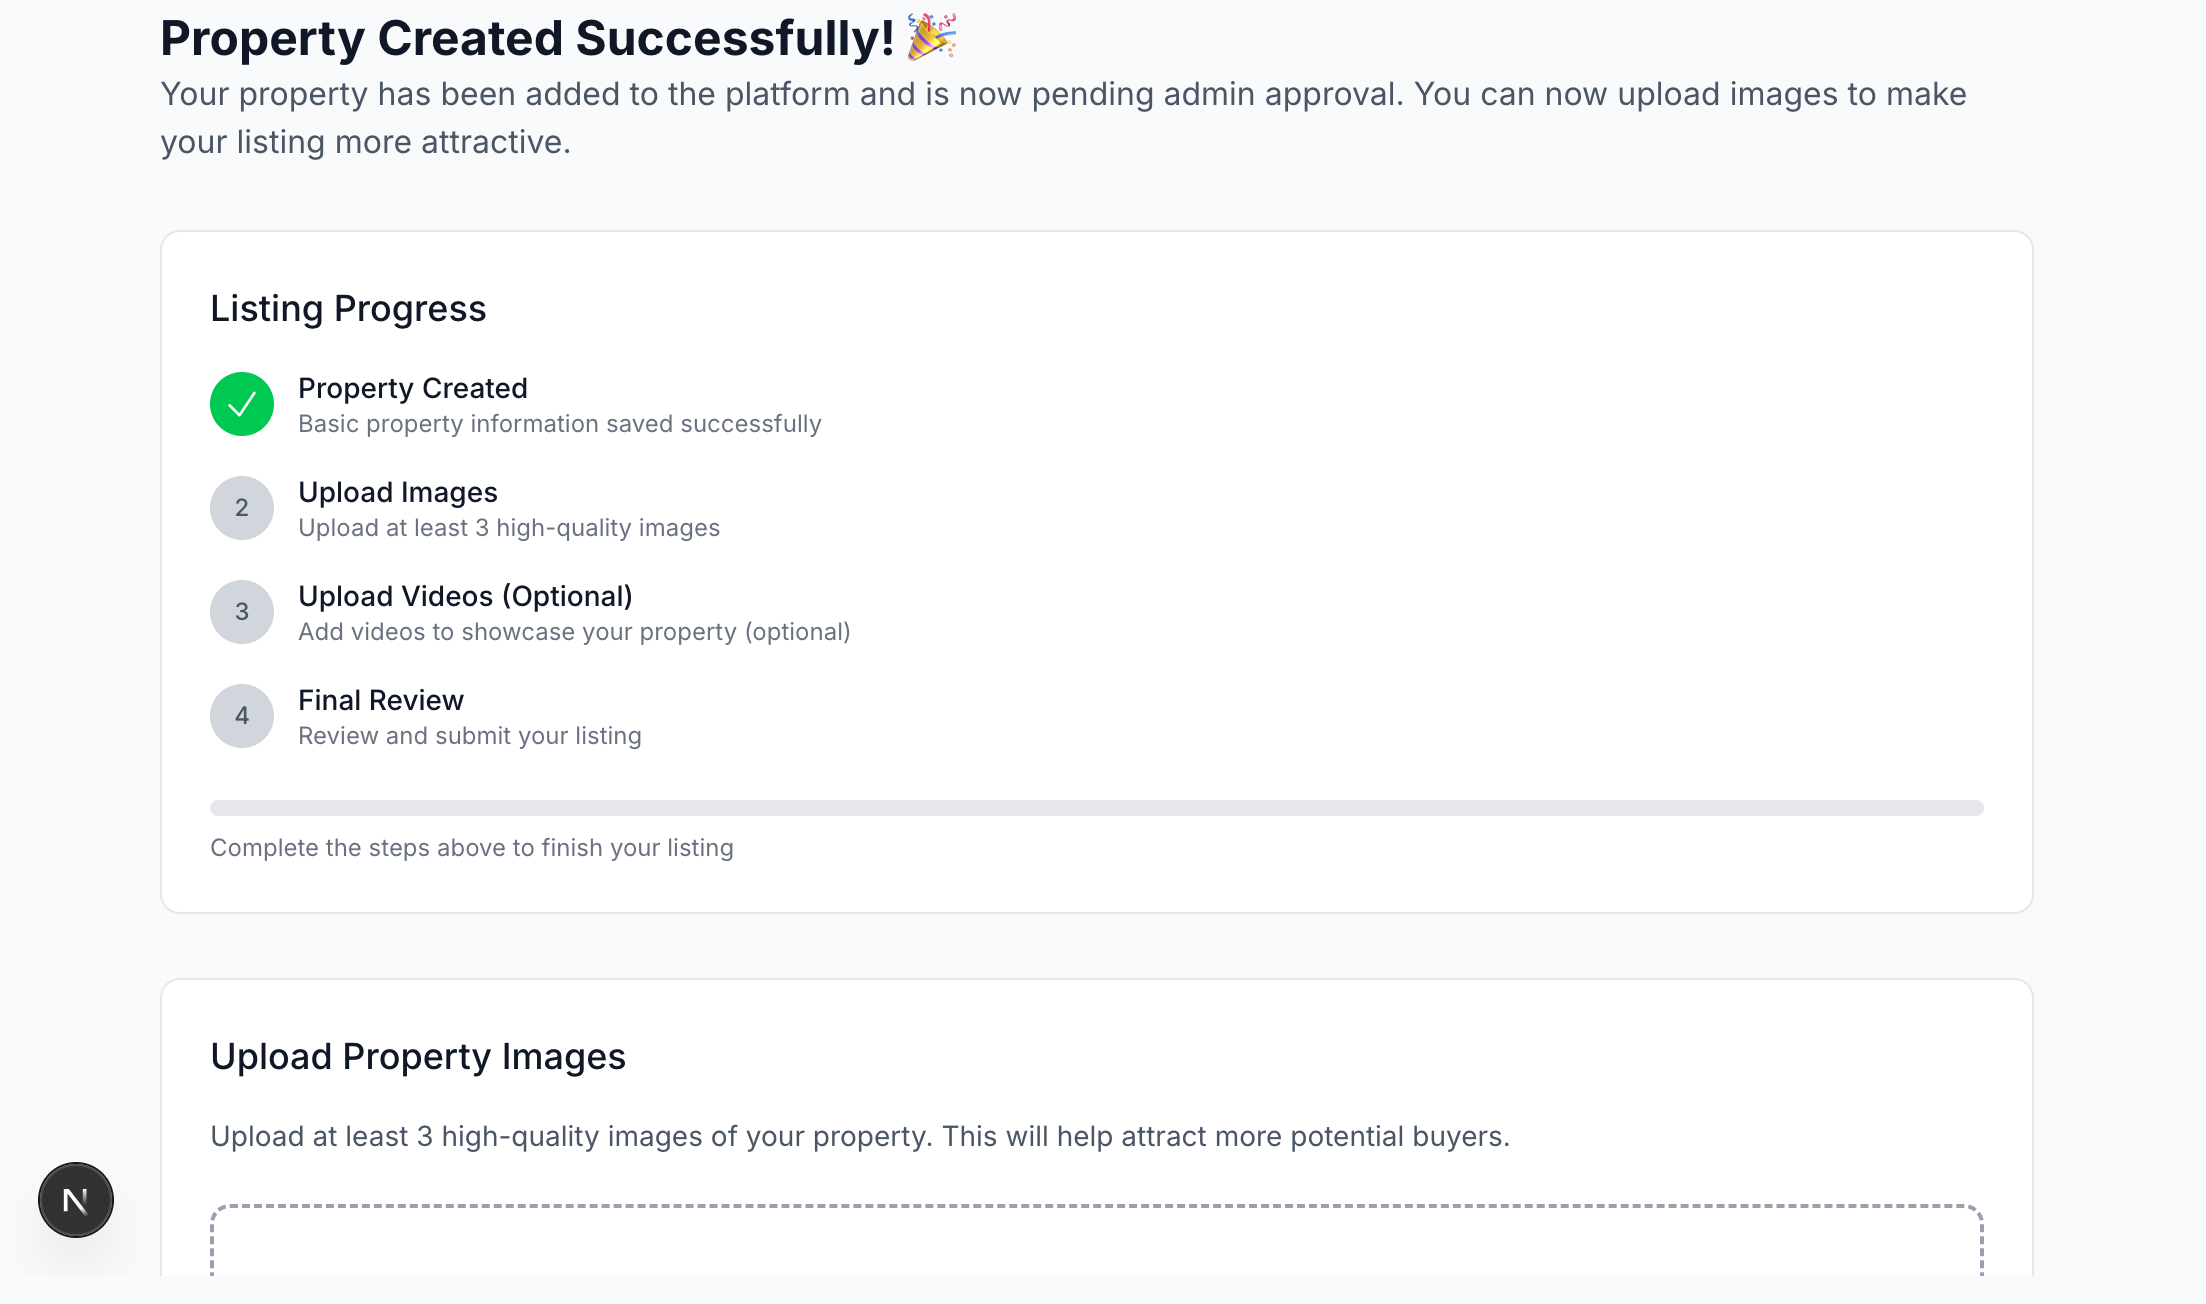 Property Created Successfully! 🎉
Your property has been added to the platform and is now pending admin approval. You can now upload images to make
your listing more attractive.
Listing Progress
Property Created
Basic property information saved successfully
2
Upload Images
Upload at least 3 high-quality images
3
Upload Videos (Optional)
Add videos to showcase your property (optional)
4
Final Review
Review and submit your listing
Complete the steps above to finish your listing
Upload Property Images
Upload at least 3 high-quality images of your property. This will help attract more potential buyers.
N